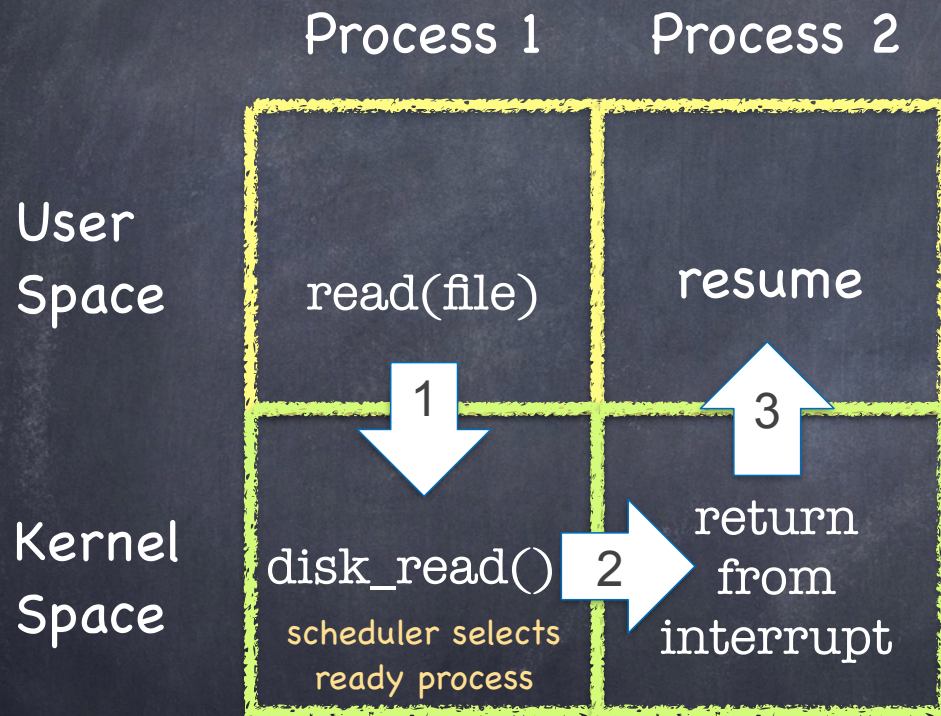 Process 1
Process 2
User
Space
read(file)
resume
1
3
Kernel
Space
disk_read()
2
return
from
interrupt
scheduler selects
ready process